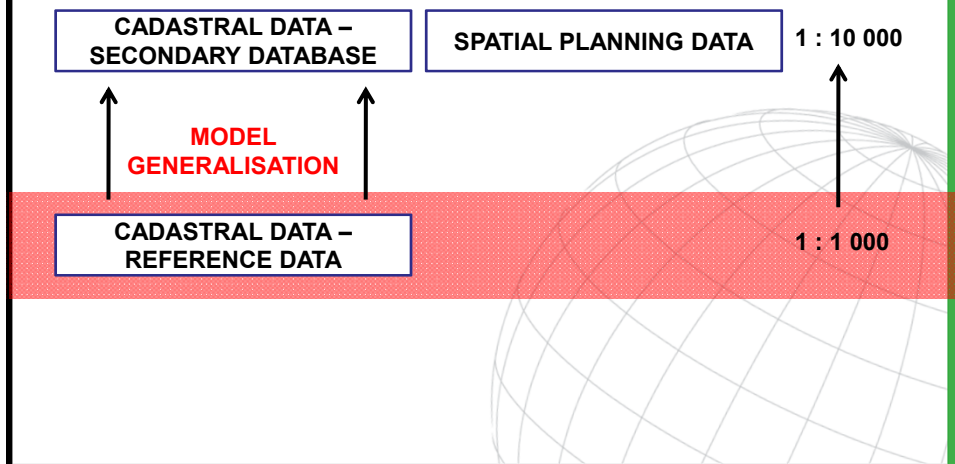 CADASTRAL DATA –
SECONDARY DATABASE
SPATIAL PLANNING DATA
1 : 10 000
MODEL
GENERALISATION
CADASTRAL DATA –
REFERENCE DATA
1 : 1 000